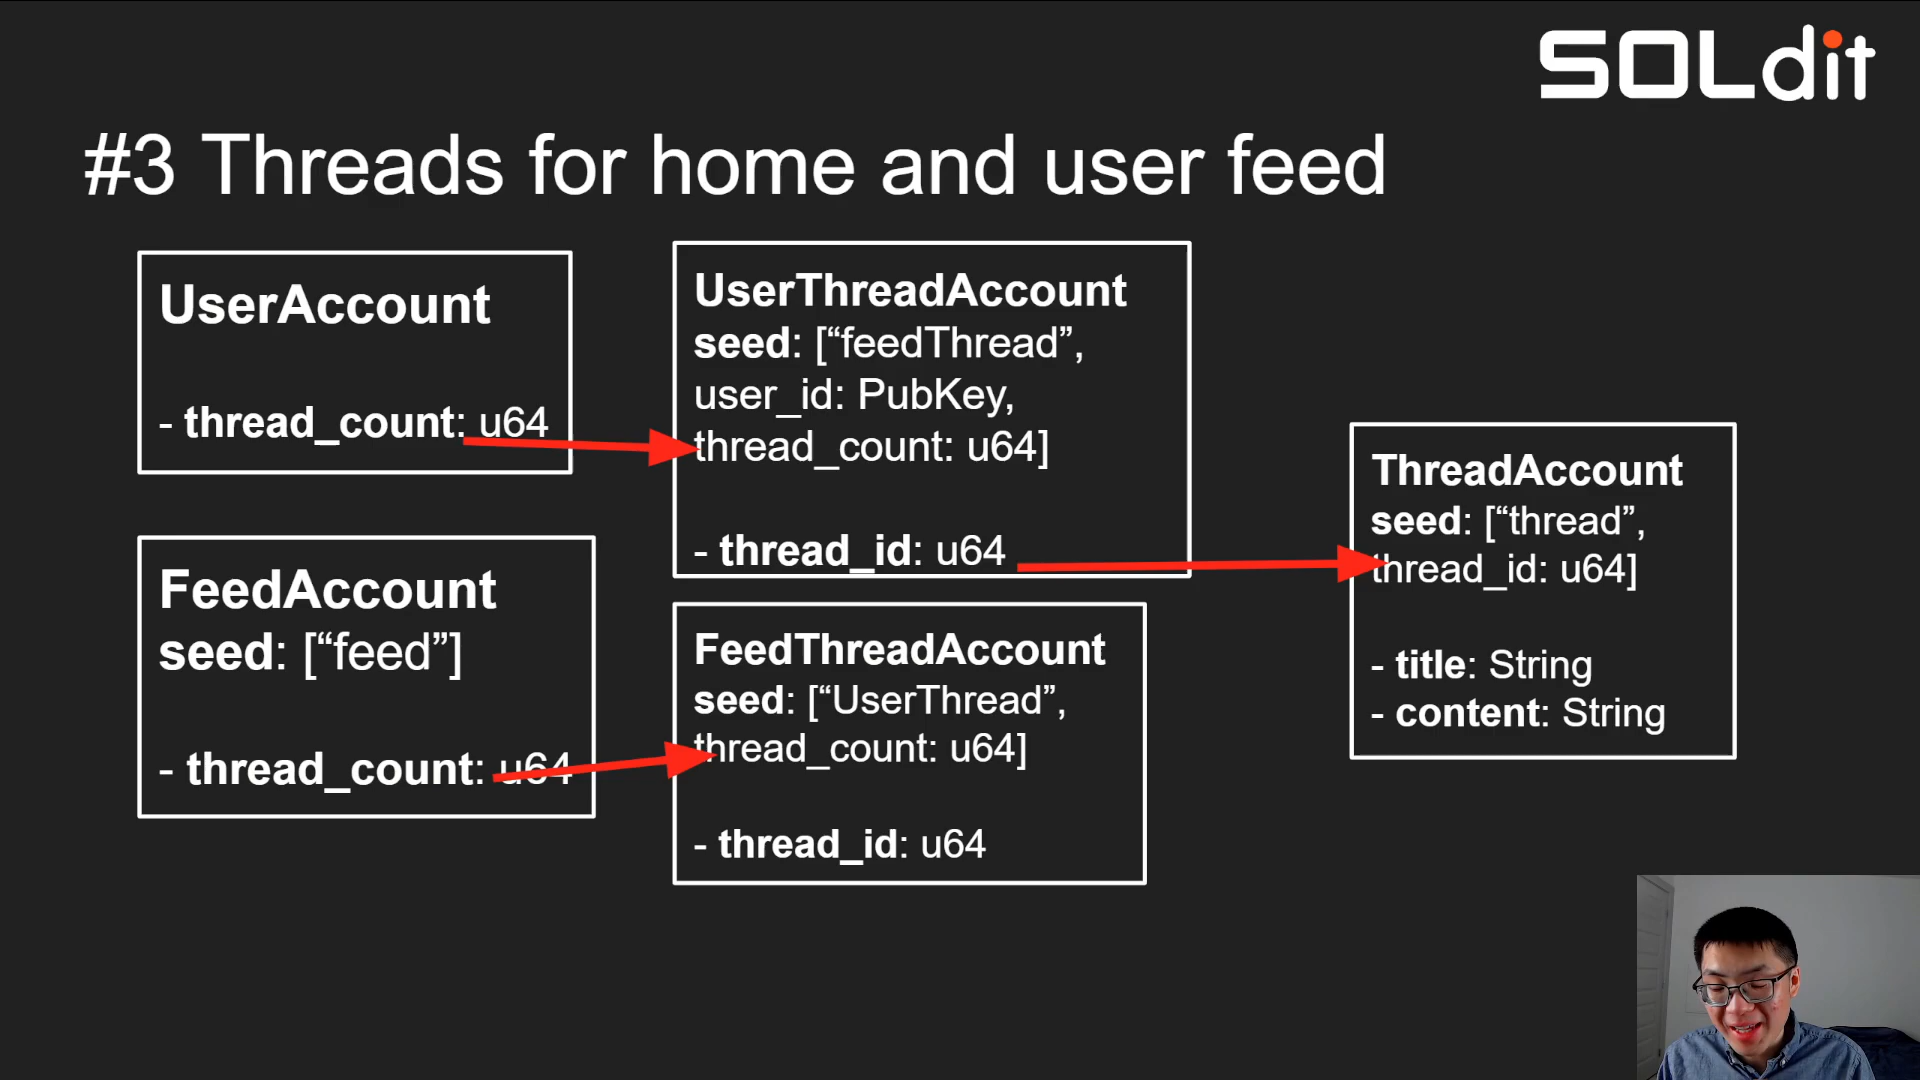 SOLdit
#3 Threads for home and user feed
UserAccount
- thread_count: u64
FeedAccount
seed: [“feed”]
- thread_count: u64
UserThreadAccount
seed: [“feedThread”,
user_id: PubKey,
thread_count: u64]
- thread_id: u64
FeedThreadAccount
seed: [“UserThread”,
thread_count: u64]
- thread_id: u64
ThreadAccount
seed: [“thread”,
thread_id: u64]
- title: String
- content: String